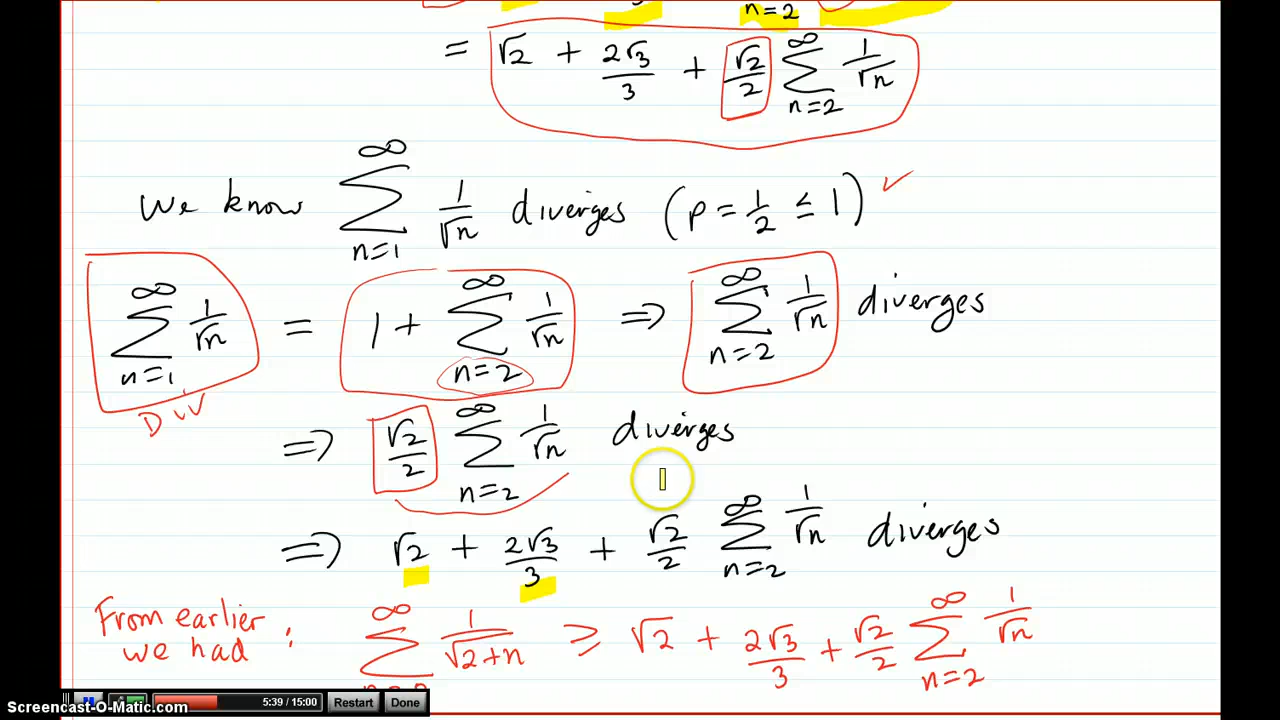 n=2
= √2 + 2√3/3 + √2/2 ∑_{n=2}^{∞} 1/√n
We know ∑_{n=1}^{∞} 1/√n diverges (p = 1/2 ≤ 1) ✓
∑_{n=1}^{∞} 1/√n = 1 + ∑_{n=2}^{∞} 1/√n ⇒ ∑_{n=2}^{∞} 1/√n diverges
Div
⇒ √2/2 ∑_{n=2}^{∞} 1/√n diverges
⇒ √2 + 2√3/3 + √2/2 ∑_{n=2}^{∞} 1/√n diverges
From earlier we had : ∑^{∞} 1/√2+n ≥ √2 + 2√3/3 + √2/2 ∑_{n=2}^{∞} 1/√n
5:39 / 15:00 Restart Done
Screencast-O-Matic.com